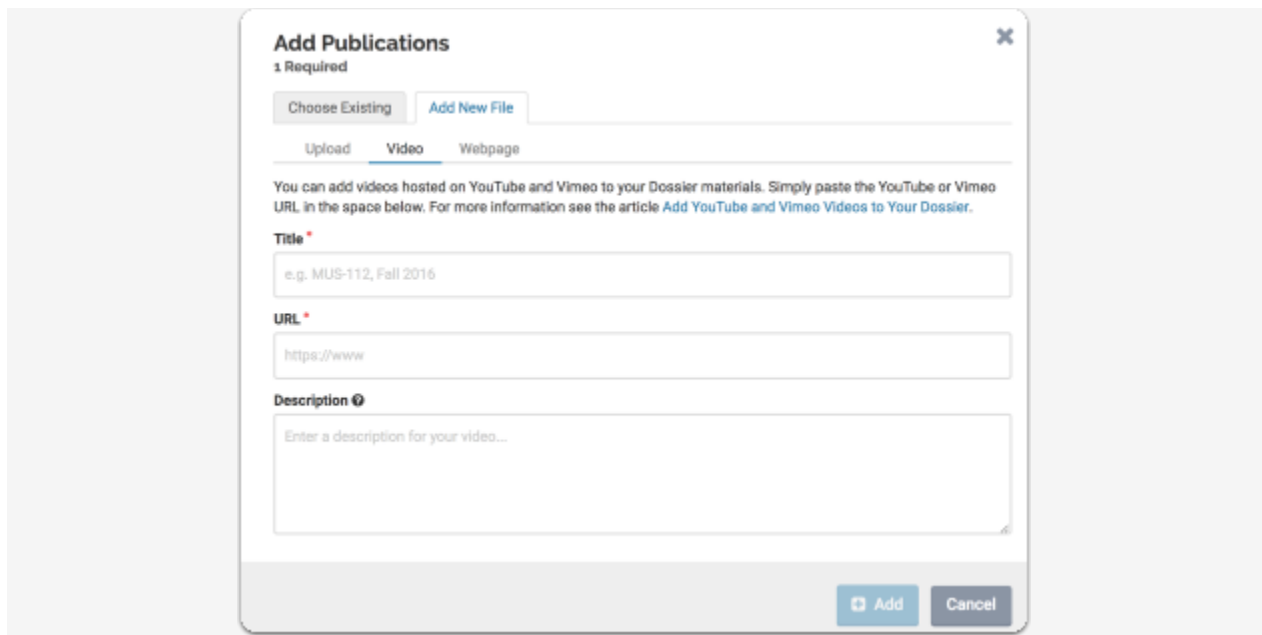 Add Publications
1 Required
Choose Existing
Add New File
Upload
Video
Webpage
You can add videos hosted on YouTube and Vimeo to your Dossier materials. Simply paste the YouTube or Vimeo
URL in the space below. For more information see the article Add YouTube and Vimeo Videos to Your Dossier.
Title *
e.g. MUS-112, Fall 2016
URL *
https://www
Description
Enter a description for your video...
Add
Cancel